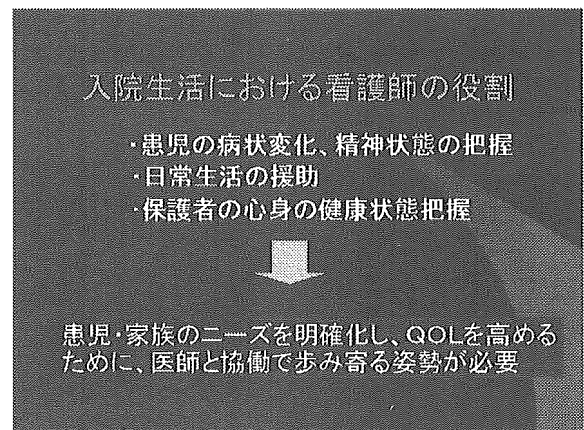 入院生活における看護師の役割
・患児の病状変化、精神状態の把握
・日常生活の援助
・保護者の心身の健康状態把握
患児・家族のニーズを明確化し、QOLを高める
ために、医師と協働で歩み寄る姿勢が必要